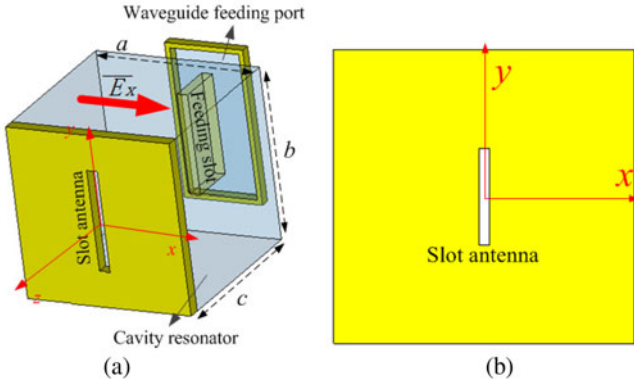 Waveguide feeding port
a
Ex
Feeding slot
b
y
Slot antenna
x
z
c
Cavity resonator
(a)
y
x
Slot antenna
(b)